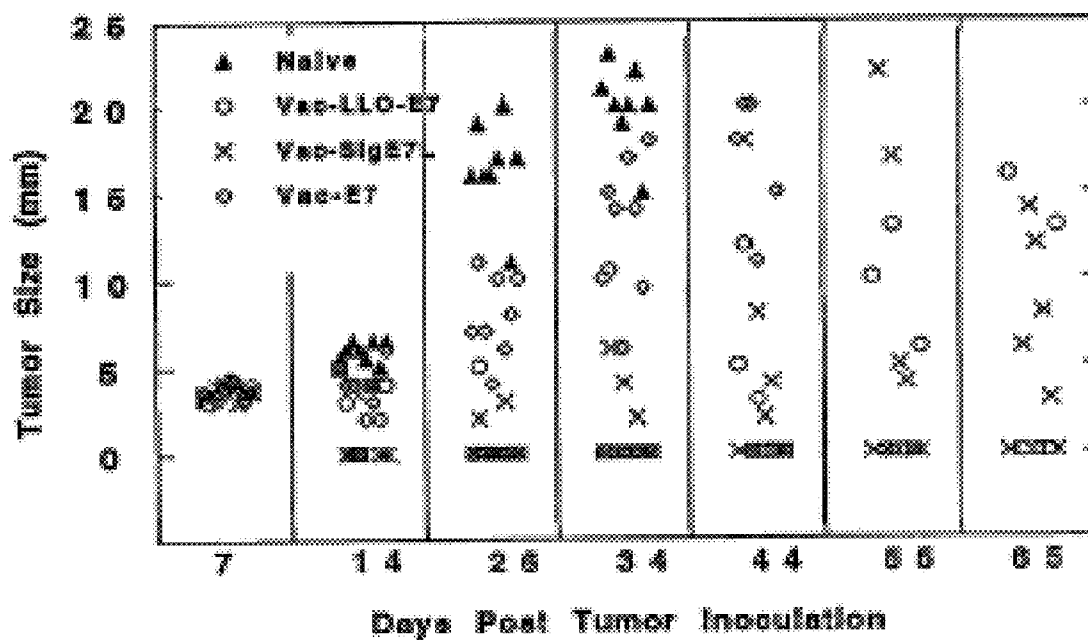 25
20
15
10
5
0
Tumor Size (mm)
Naive
Vac-LLO-E7
Vac-SigE7
Vac-E7
7 14 34 44 65
Days Post Tumor Inoculation